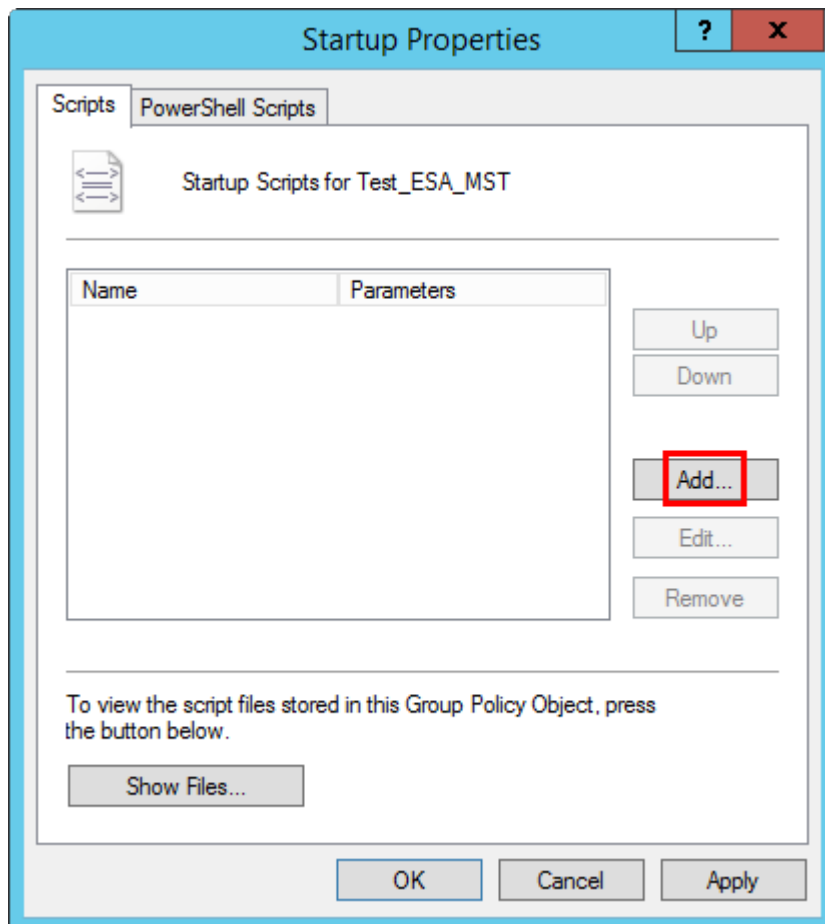 Startup Properties
?
x
Scripts
PowerShell Scripts
<-->
<-->
Startup Scripts for Test_ESA_MST
Name
Parameters
Up
Down
Add...
Edit...
Remove
To view the script files stored in this Group Policy Object, press
the button below.
Show Files...
OK
Cancel
Apply